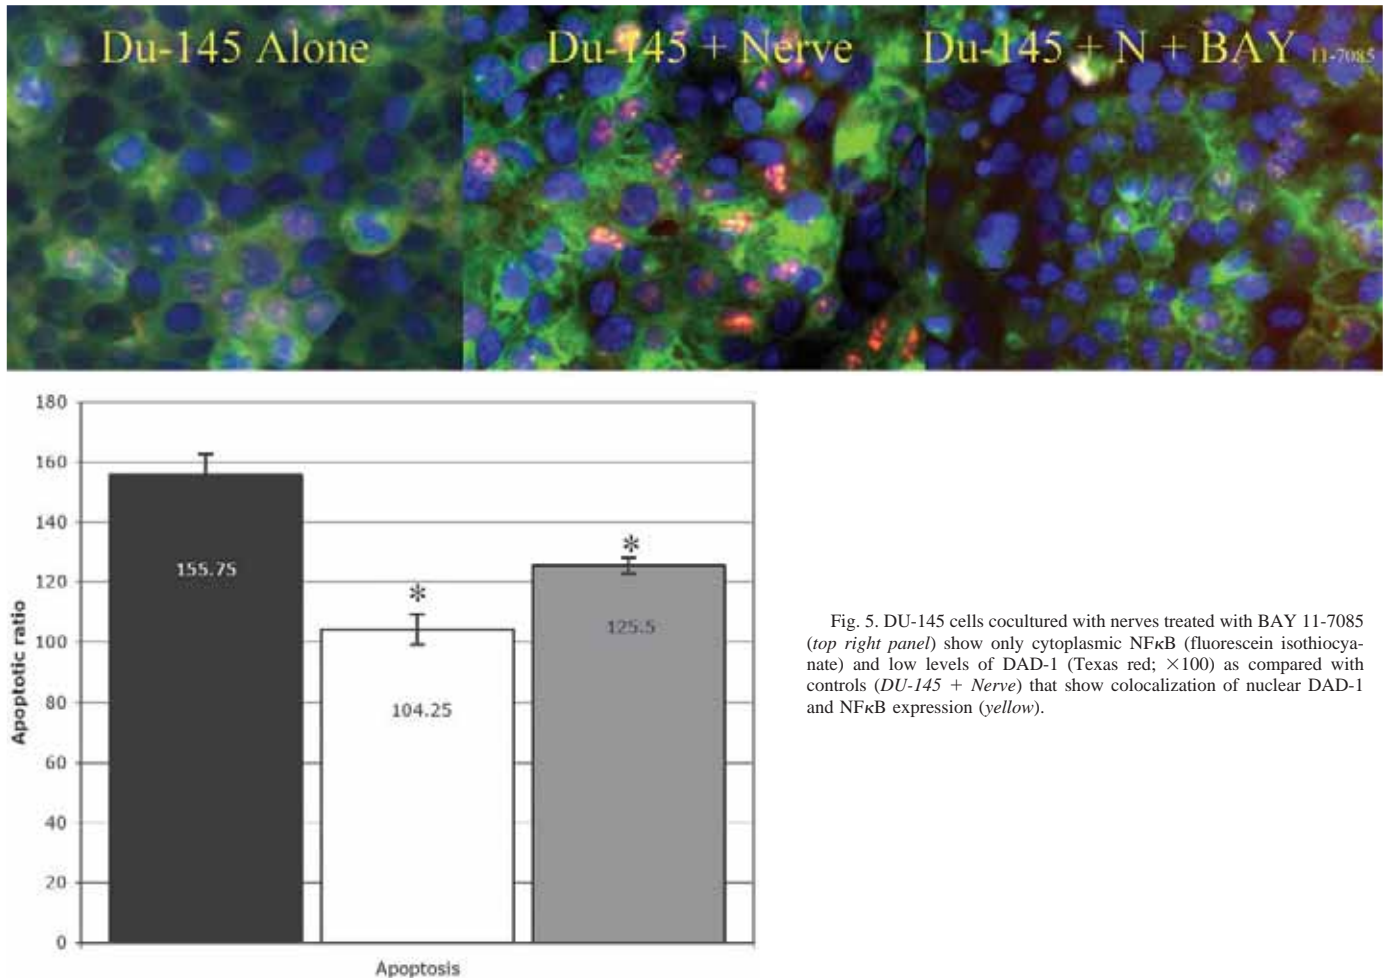 Du-145 Alone
Du-145 + Nerve
Du-145 + N + BAY 11-7085
180
160
140
120
100
80
60
40
20
0
Apoptotic ratio
155.75
*
104.25
*
125.5
Apoptosis
Fig. 5. DU-145 cells cocultured with nerves treated with BAY 11-7085
(top right panel) show only cytoplasmic NFκB (fluorescein isothiocya-
nate) and low levels of DAD-1 (Texas red; ×100) as compared with
controls (DU-145 + Nerve) that show colocalization of nuclear DAD-1
and NFκB expression (yellow).